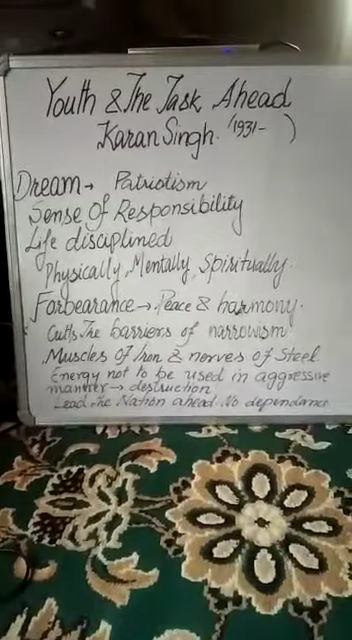 Youth & The Task Ahead
Karan Singh (1931- )
Dream → Patriotism
Sense Of Responsibility
Life disciplined
Physically, Mentally, Spiritually.
Forbearance → Peace & harmony.
Cutts The barriers of narrowism
Muscles of Iron & nerves of Steel.
Energy not to be used in aggressive
manner → destruction
Lead The Nation ahead. No dependance